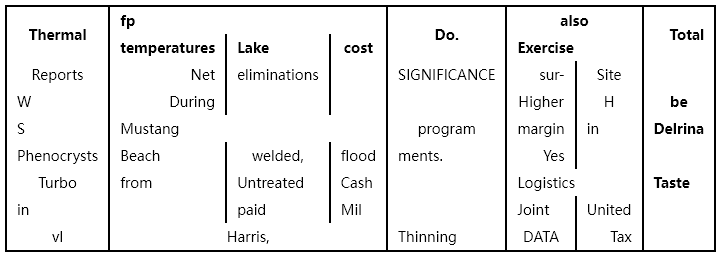 Thermal fp Do. also Total
temperatures Lake cost Exercise
Reports Net eliminations SIGNIFICANCE sur- Site
W During Higher H be
S Mustang program margin in Delrina
Phenocrysts Beach welded, flood ments. Yes
Turbo from Untreated Cash Logistics Taste
in paid Mil Joint United
vl Harris, Thinning DATA Tax